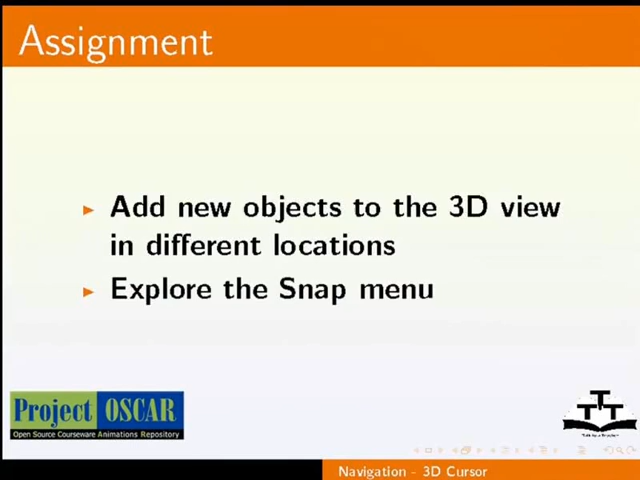 Assignment
Add new objects to the 3D view
in different locations
Explore the Snap menu
Project OSCAR
Open Source Courseware Animations Repository
TTT
Navigation - 3D Cursor